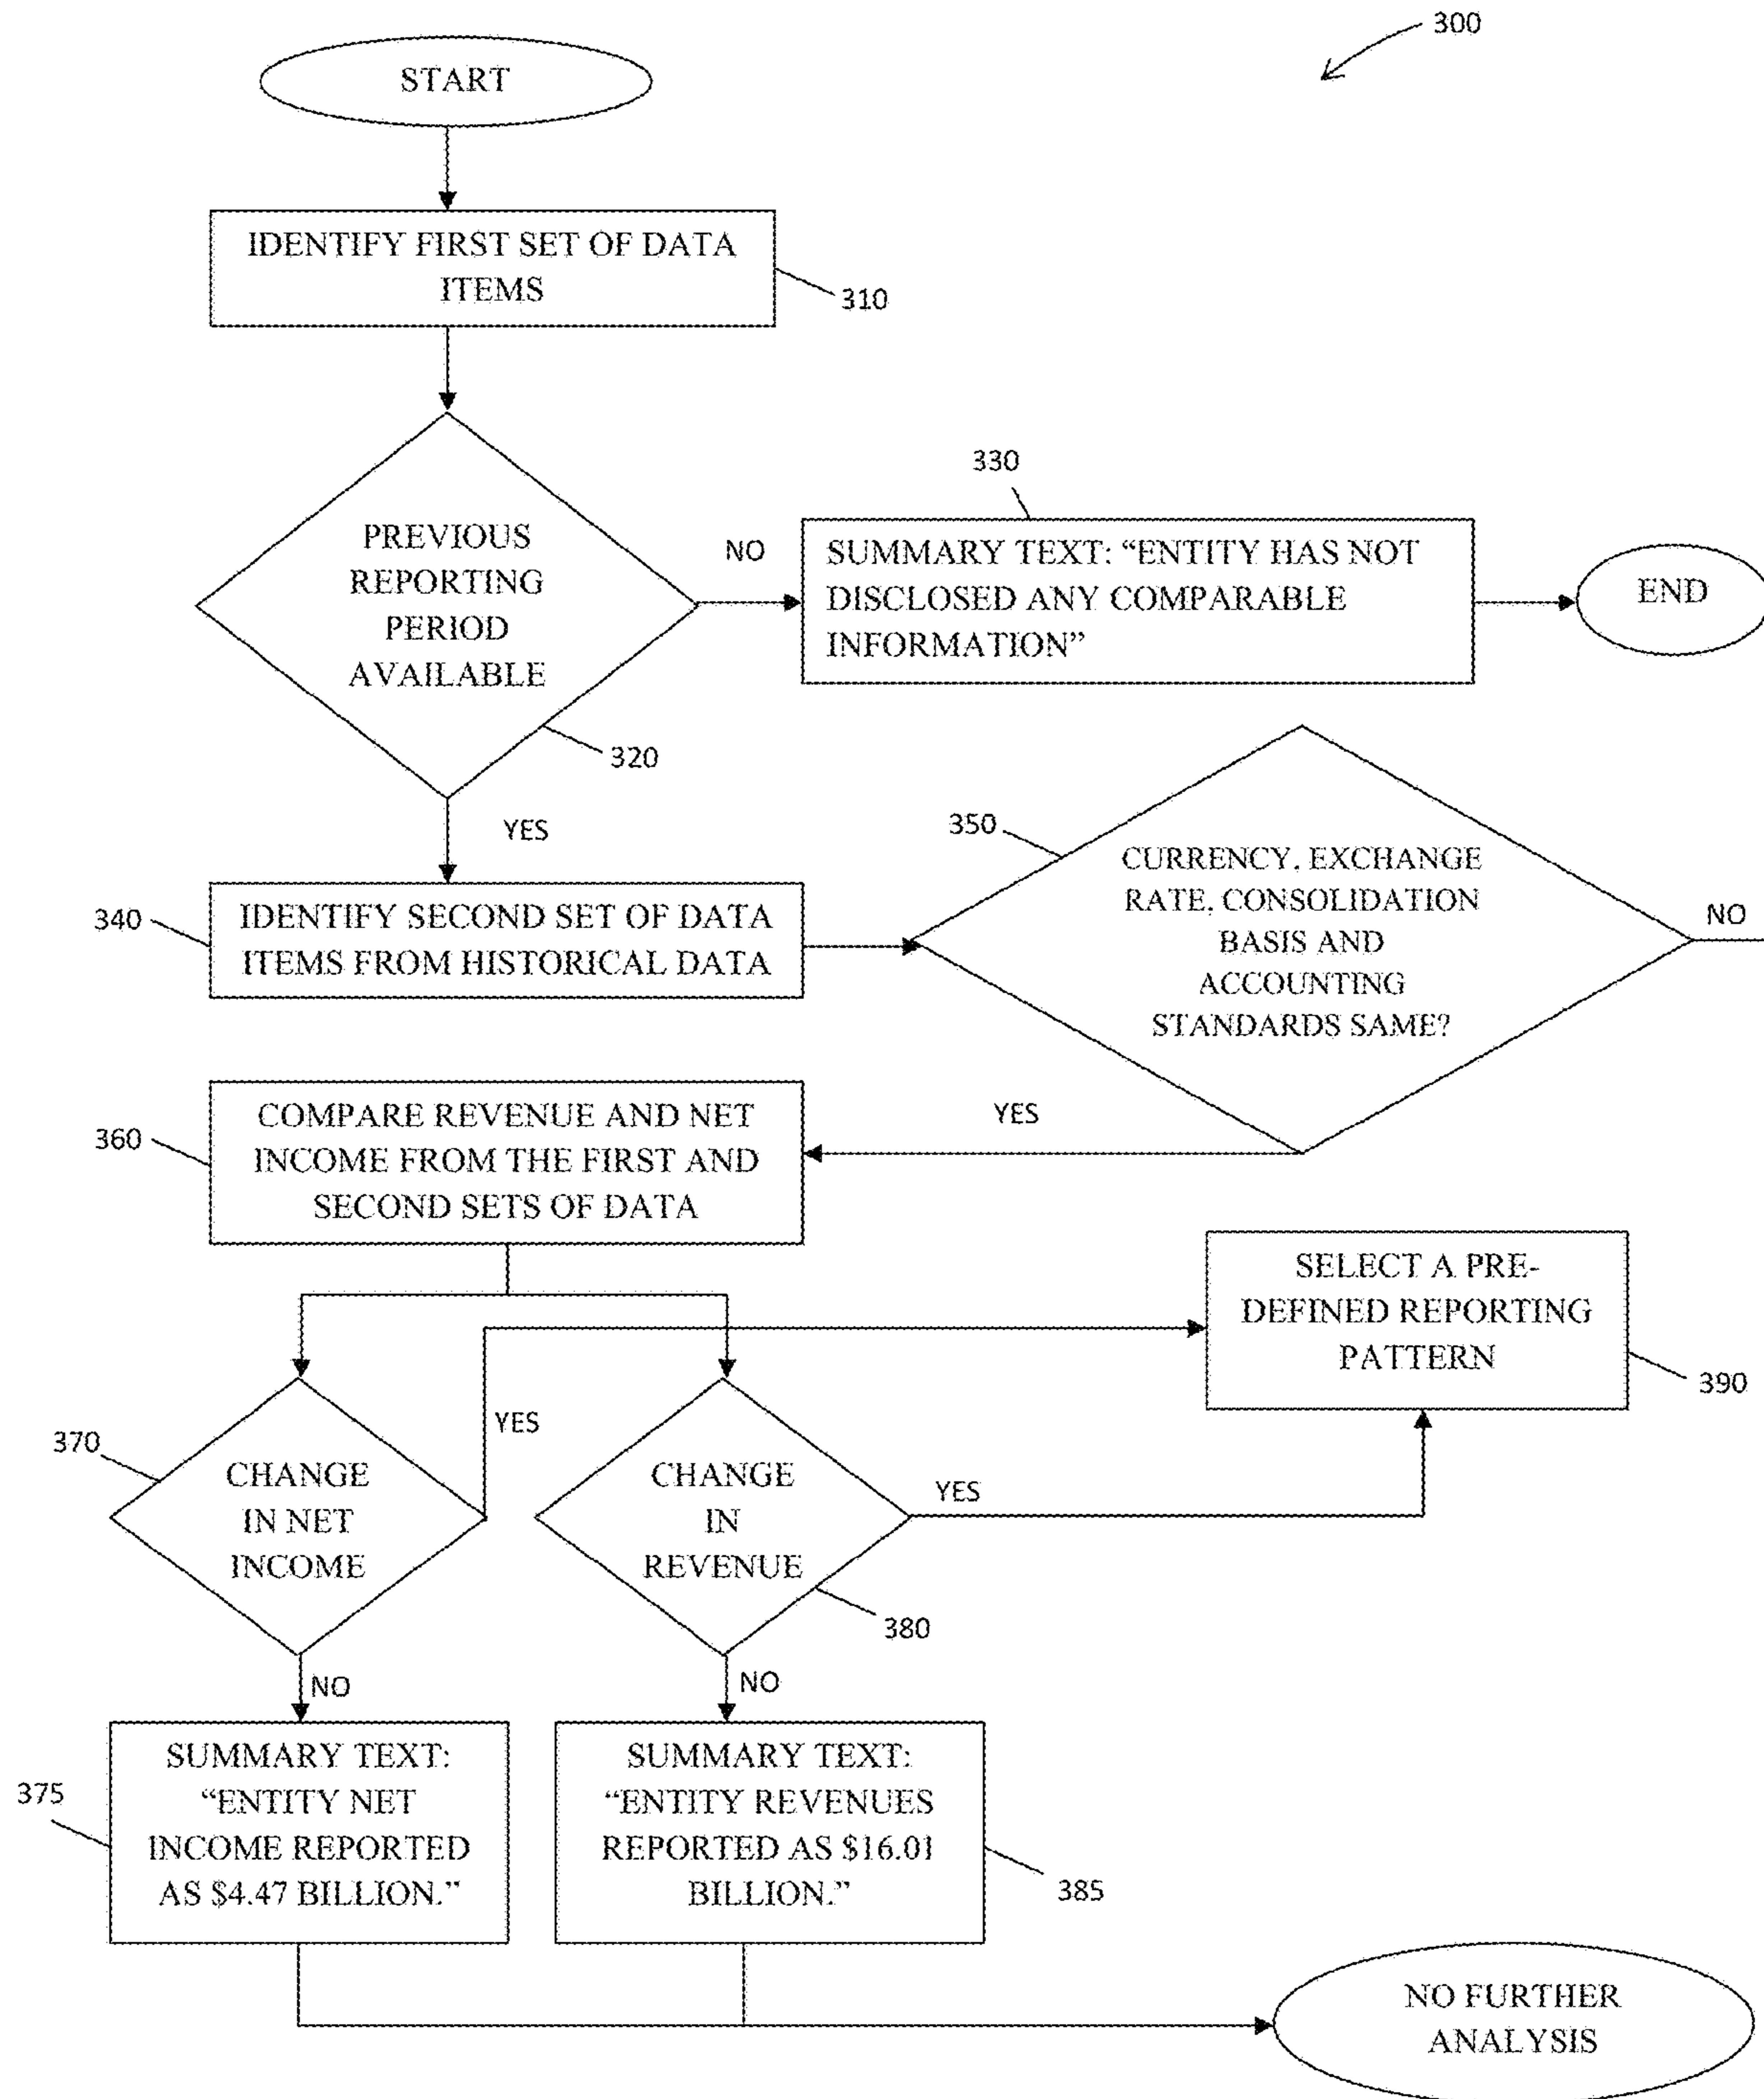 300
START
IDENTIFY FIRST SET OF DATA
ITEMS
310
PREVIOUS
REPORTING
PERIOD
AVAILABLE
320
NO
330
SUMMARY TEXT: “ENTITY HAS NOT
DISCLOSED ANY COMPARABLE
INFORMATION”
END
YES
340
IDENTIFY SECOND SET OF DATA
ITEMS FROM HISTORICAL DATA
350
CURRENCY, EXCHANGE
RATE, CONSOLIDATION
BASIS AND
ACCOUNTING
STANDARDS SAME?
NO
YES
360
COMPARE REVENUE AND NET
INCOME FROM THE FIRST AND
SECOND SETS OF DATA
SELECT A PRE-
DEFINED REPORTING
PATTERN
390
370
CHANGE
IN NET
INCOME
YES
CHANGE
IN
REVENUE
YES
380
NO
NO
375
SUMMARY TEXT:
“ENTITY NET
INCOME REPORTED
AS $4.47 BILLION.”
SUMMARY TEXT:
“ENTITY REVENUES
REPORTED AS $16.01
BILLION.”
385
NO FURTHER
ANALYSIS